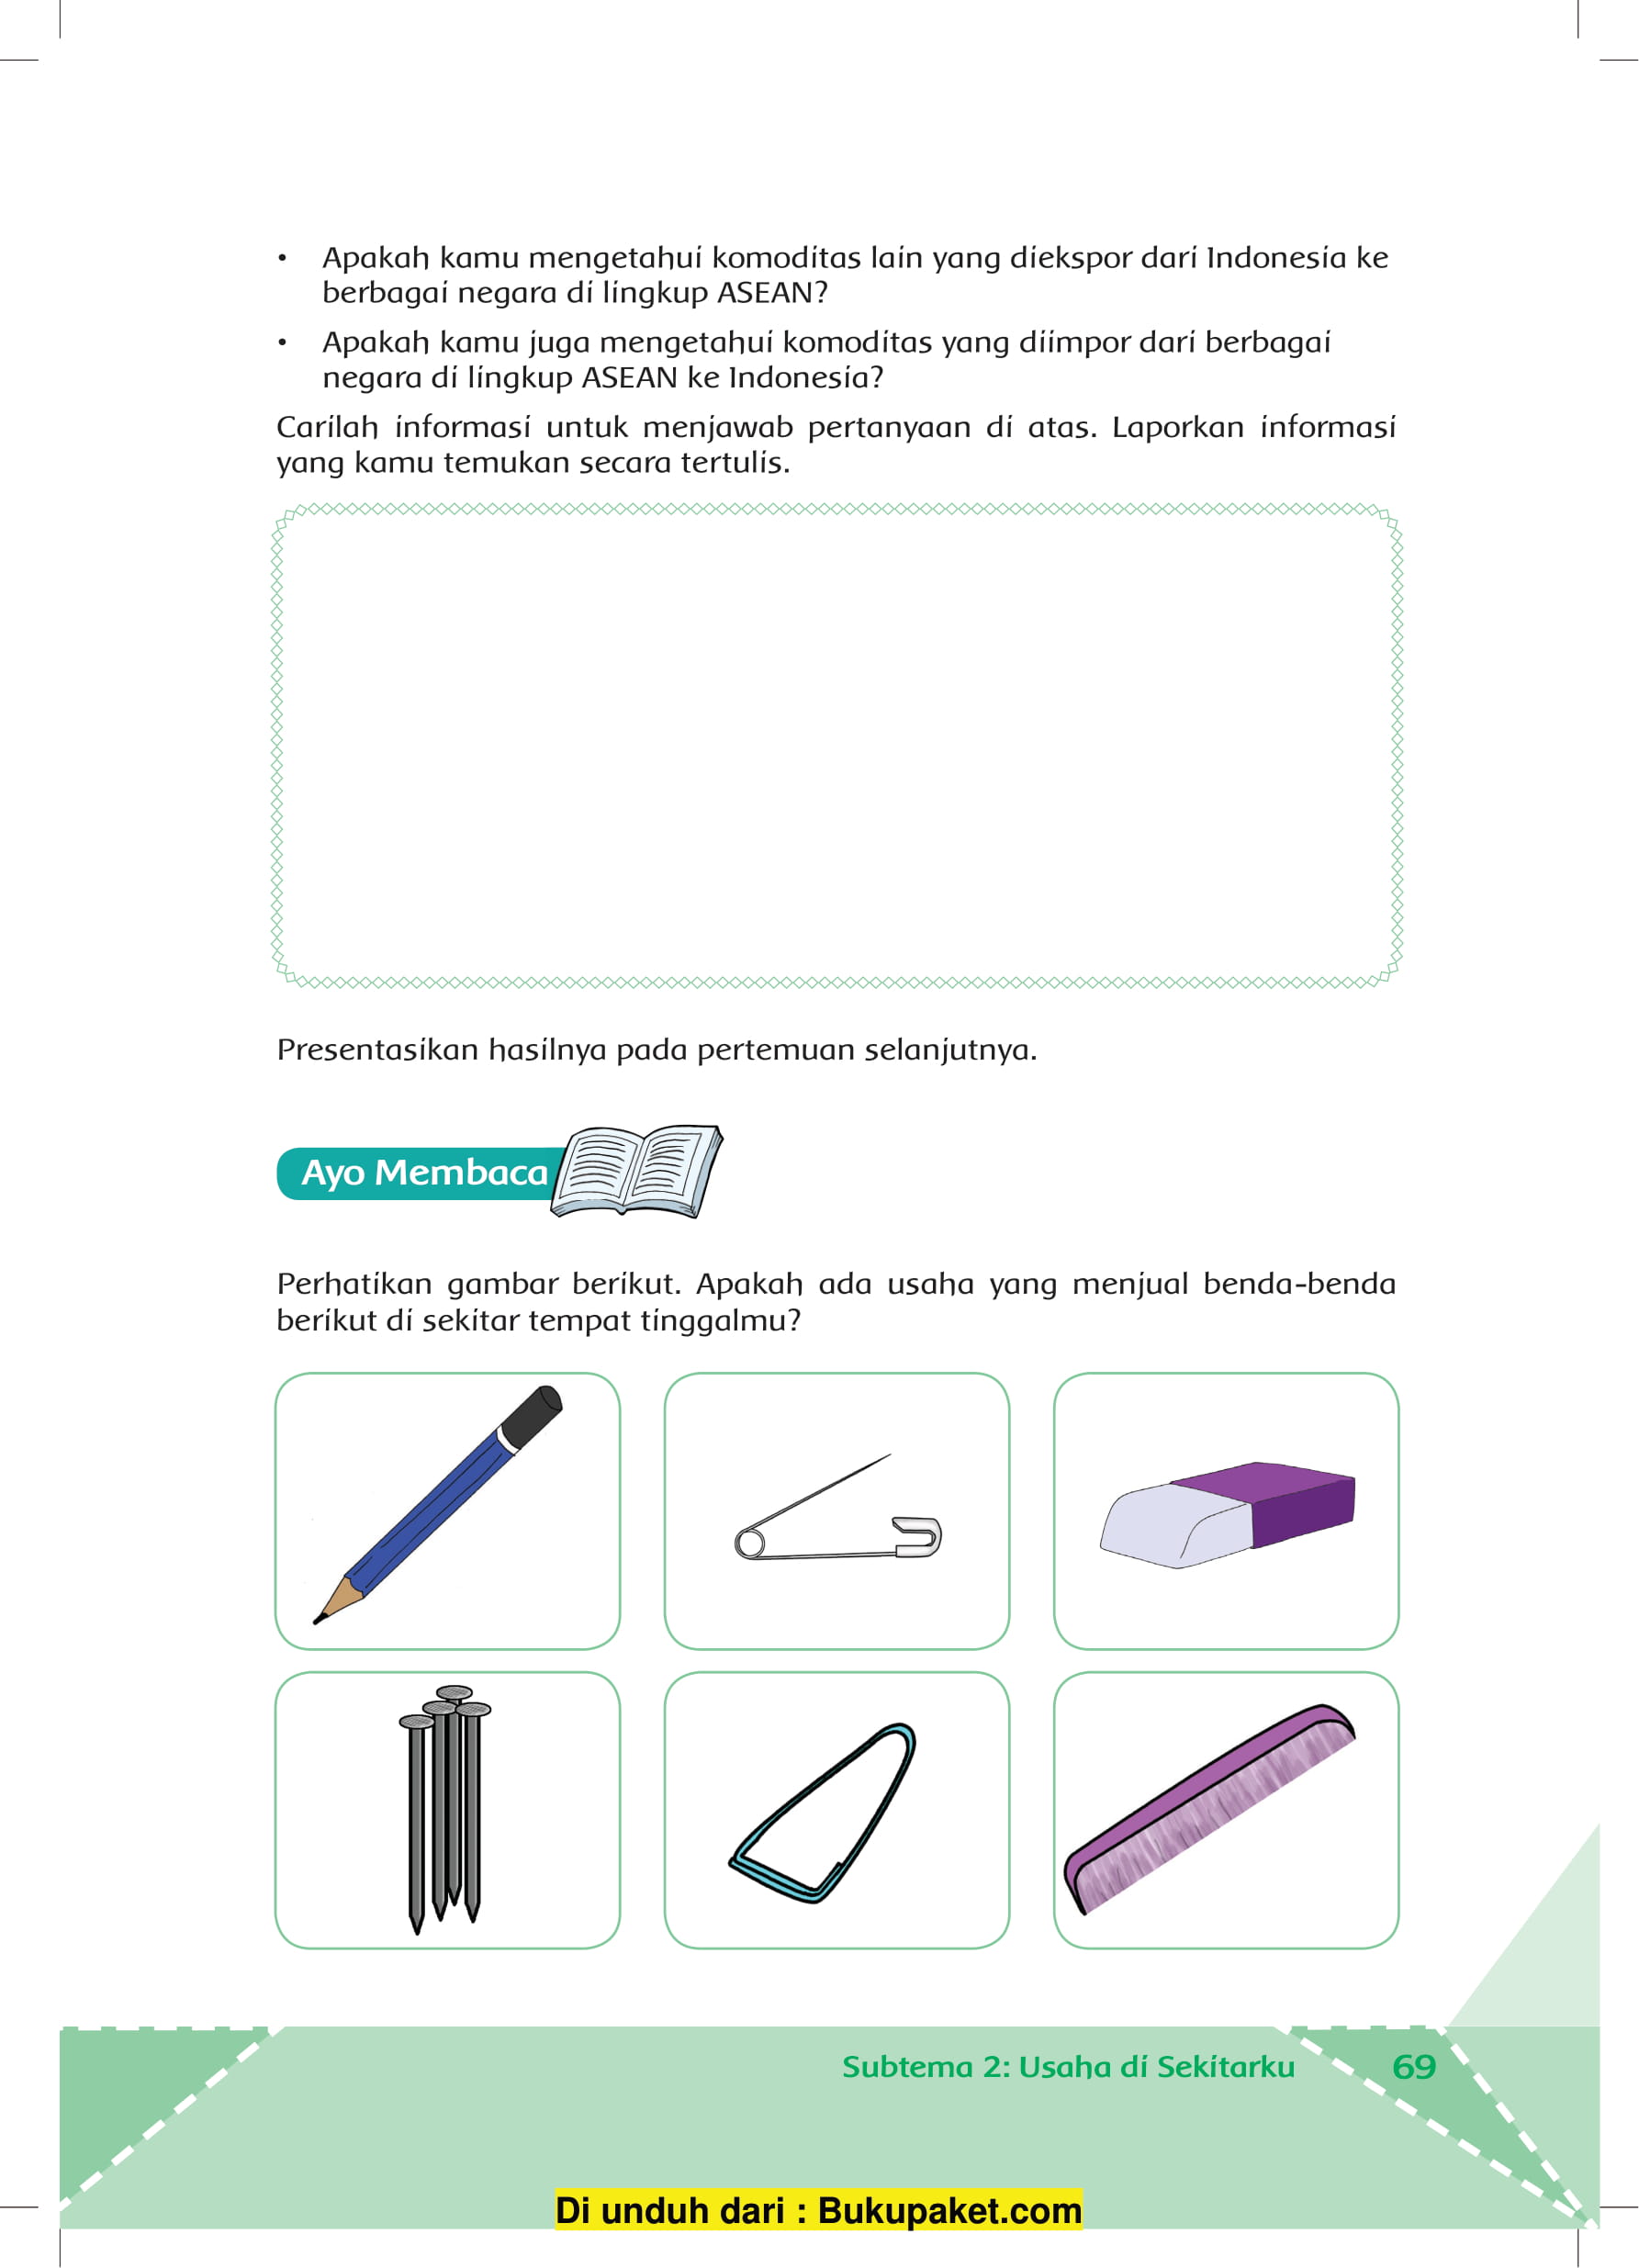 • Apakah kamu mengetahui komoditas lain yang diekspor dari Indonesia ke
berbagai negara di lingkup ASEAN?
• Apakah kamu juga mengetahui komoditas yang diimpor dari berbagai
negara di lingkup ASEAN ke Indonesia?
Carilah informasi untuk menjawab pertanyaan di atas. Laporkan informasi
yang kamu temukan secara tertulis.
Presentasikan hasilnya pada pertemuan selanjutnya.
Ayo Membaca
Perhatikan gambar berikut. Apakah ada usaha yang menjual benda-benda
berikut di sekitar tempat tinggalmu?
Subtema 2: Usaha di Sekitarku 69
Di unduh dari : Bukupaket.com